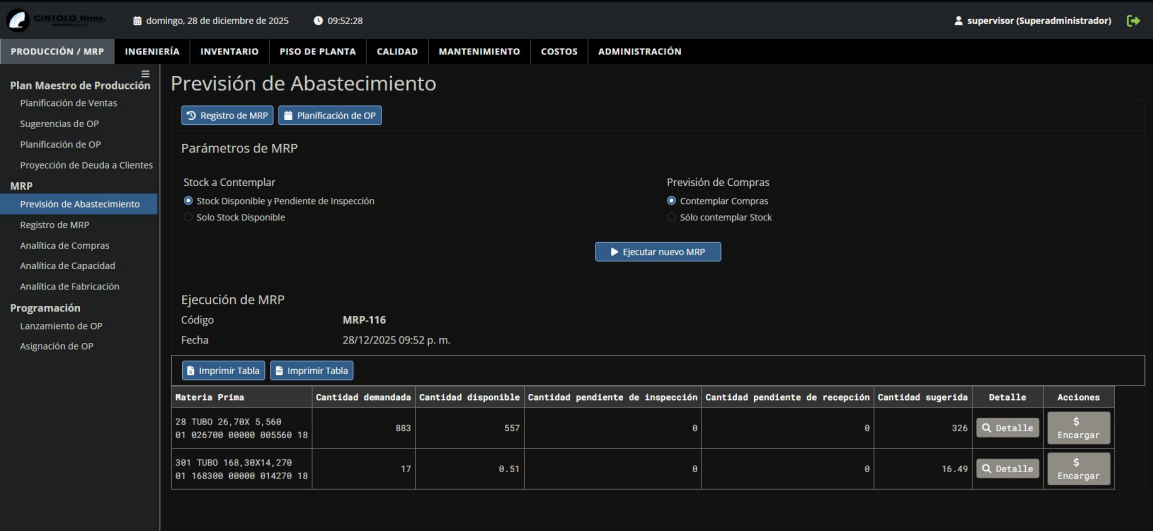 CINTOLO Hnos.
domingo, 28 de diciembre de 2025
09:52:28
supervisor (Superadministrador)
PRODUCCIÓN / MRP
INGENIERÍA
INVENTARIO
PISO DE PLANTA
CALIDAD
MANTENIMIENTO
COSTOS
ADMINISTRACIÓN
Plan Maestro de Producción
Planificación de Ventas
Sugerencias de OP
Planificación de OP
Proyección de Deuda a Clientes
MRP
Previsión de Abastecimiento
Registro de MRP
Analítica de Compras
Analítica de Capacidad
Analítica de Fabricación
Programación
Lanzamiento de OP
Asignación de OP
Previsión de Abastecimiento
Registro de MRP
Planificación de OP
Parámetros de MRP
Stock a Contemplar
Stock Disponible y Pendiente de Inspección
Solo Stock Disponible
Previsión de Compras
Contemplar Compras
Sólo contemplar Stock
Ejecutar nuevo MRP
Ejecución de MRP
Código MRP-116
Fecha 28/12/2025 09:52 p. m.
Imprimir Tabla
Imprimir Tabla
Materia Prima Cantidad demandada Cantidad disponible Cantidad pendiente de inspección Cantidad pendiente de recepción Cantidad sugerida Detalle Acciones
28 TUBO 26,70X 5,560
01 026700 00000 005560 18
883 557 0 0 326 Detalle $ Encargar
301 TUBO 168,30X14,270
01 168300 00000 014270 18
17 0.51 0 0 16.49 Detalle $ Encargar